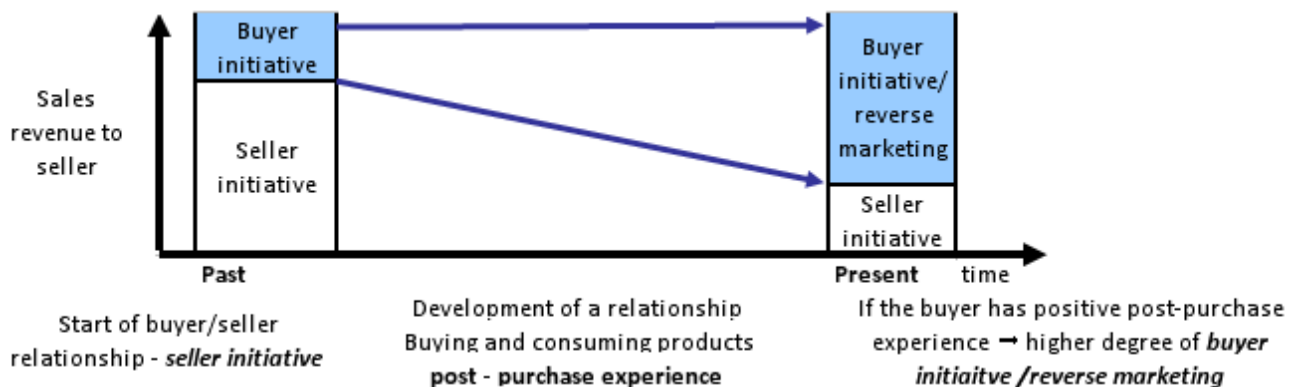 Buyer
initiative
Sales
revenue to
seller
Seller
initiative
Buyer
initiative/
reverse
marketing
Seller
initiative
Past
Present
time
Start of buyer/seller
relationship - seller initiative
Development of a relationship
Buying and consuming products
post - purchase experience
If the buyer has positive post-purchase
experience → higher degree of buyer
initiaitve /reverse marketing